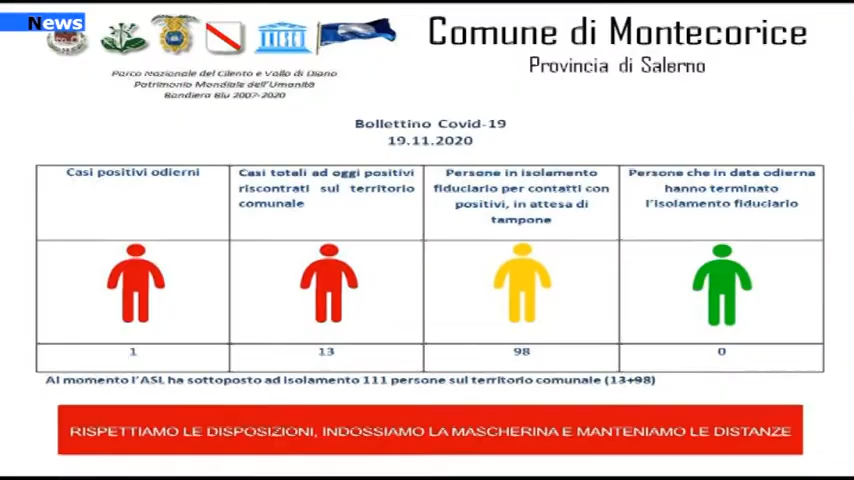 News
Comune di Montecorice
Provincia di Salerno
Parco Nazionale del Cilento e Vallo di Diano
Patrimonio Mondiale dell'Umanità
Bandiera Blu 2007-2020
Bollettino Covid-19
19.11.2020
Casi positivi odierni
Casi totali ad oggi positivi
riscontrati sul territorio
comunale
Persone in isolamento
fiduciario per contatti con
positivi, in attesa di
tampone
Persone che in data odierna
hanno terminato
l'isolamento fiduciario
1
13
98
0
Al momento l'ASL ha sottoposto ad isolamento 111 persone sul territorio comunale (13+98)
RISPETTIAMO LE DISPOSIZIONI, INDOSSIAMO LA MASCHERINA E MANTENIAMO LE DISTANZE